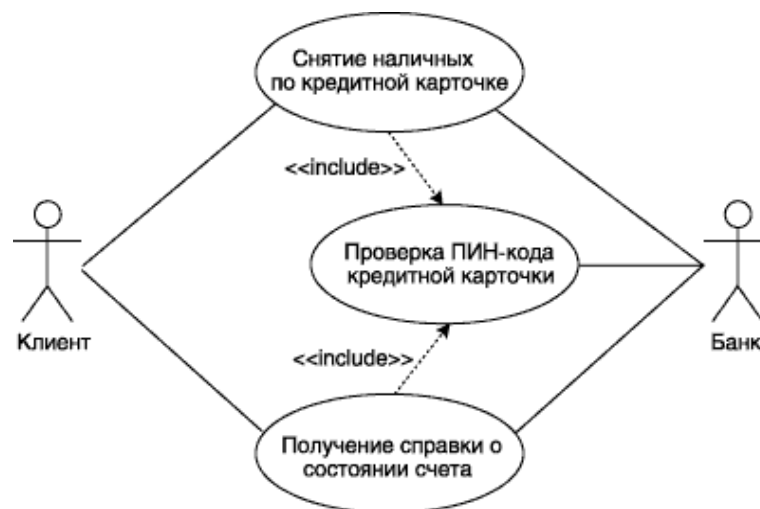 Снятие наличных
по кредитной карточке
<<include>>
Проверка ПИН-кода
кредитной карточки
Клиент
Банк
<<include>>
Получение справки о
состоянии счета